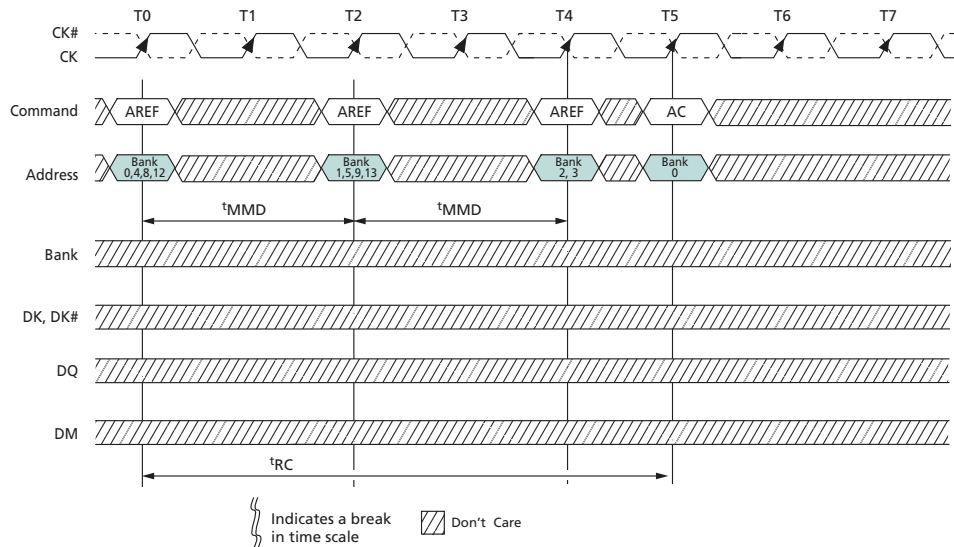 T0 T1 T2 T3 T4 T5 T6 T7
CK#
CK
Command AREF AREF AREF AC
Address Bank 0,4,8,12 Bank 1,5,9,13 Bank 2, 3 Bank 0
tMMD tMMD
Bank
DK, DK#
DQ
DM
tRC
Indicates a break
in time scale
Don't Care